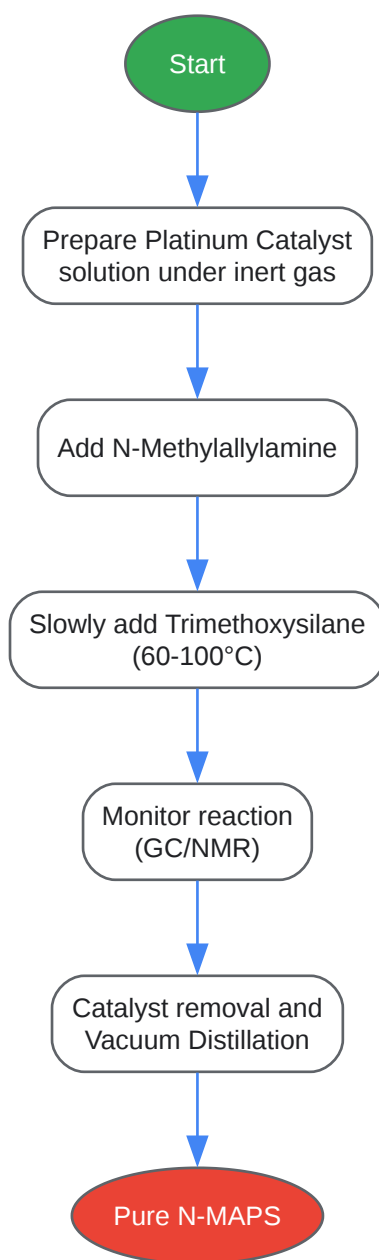 Start
Prepare Platinum Catalyst
solution under inert gas
Add N-Methylallylamine
Slowly add Trimethoxysilane
(60-100°C)
Monitor reaction
(GC/NMR)
Catalyst removal and
Vacuum Distillation
Pure N-MAPS